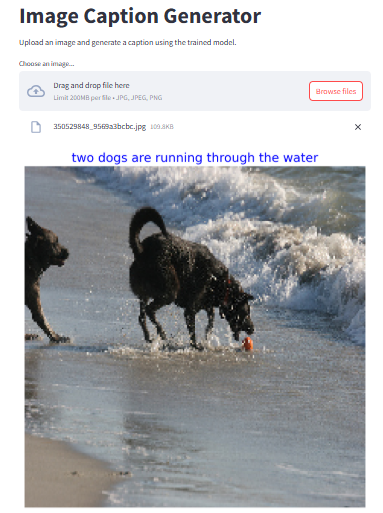 Image Caption Generator
Upload an image and generate a caption using the trained model.
Choose an image...
Drag and drop file here
Limit 200MB per file • JPG, JPEG, PNG
Browse files
350529848_9569a3bcbc.jpg 109.8KB
two dogs are running through the water